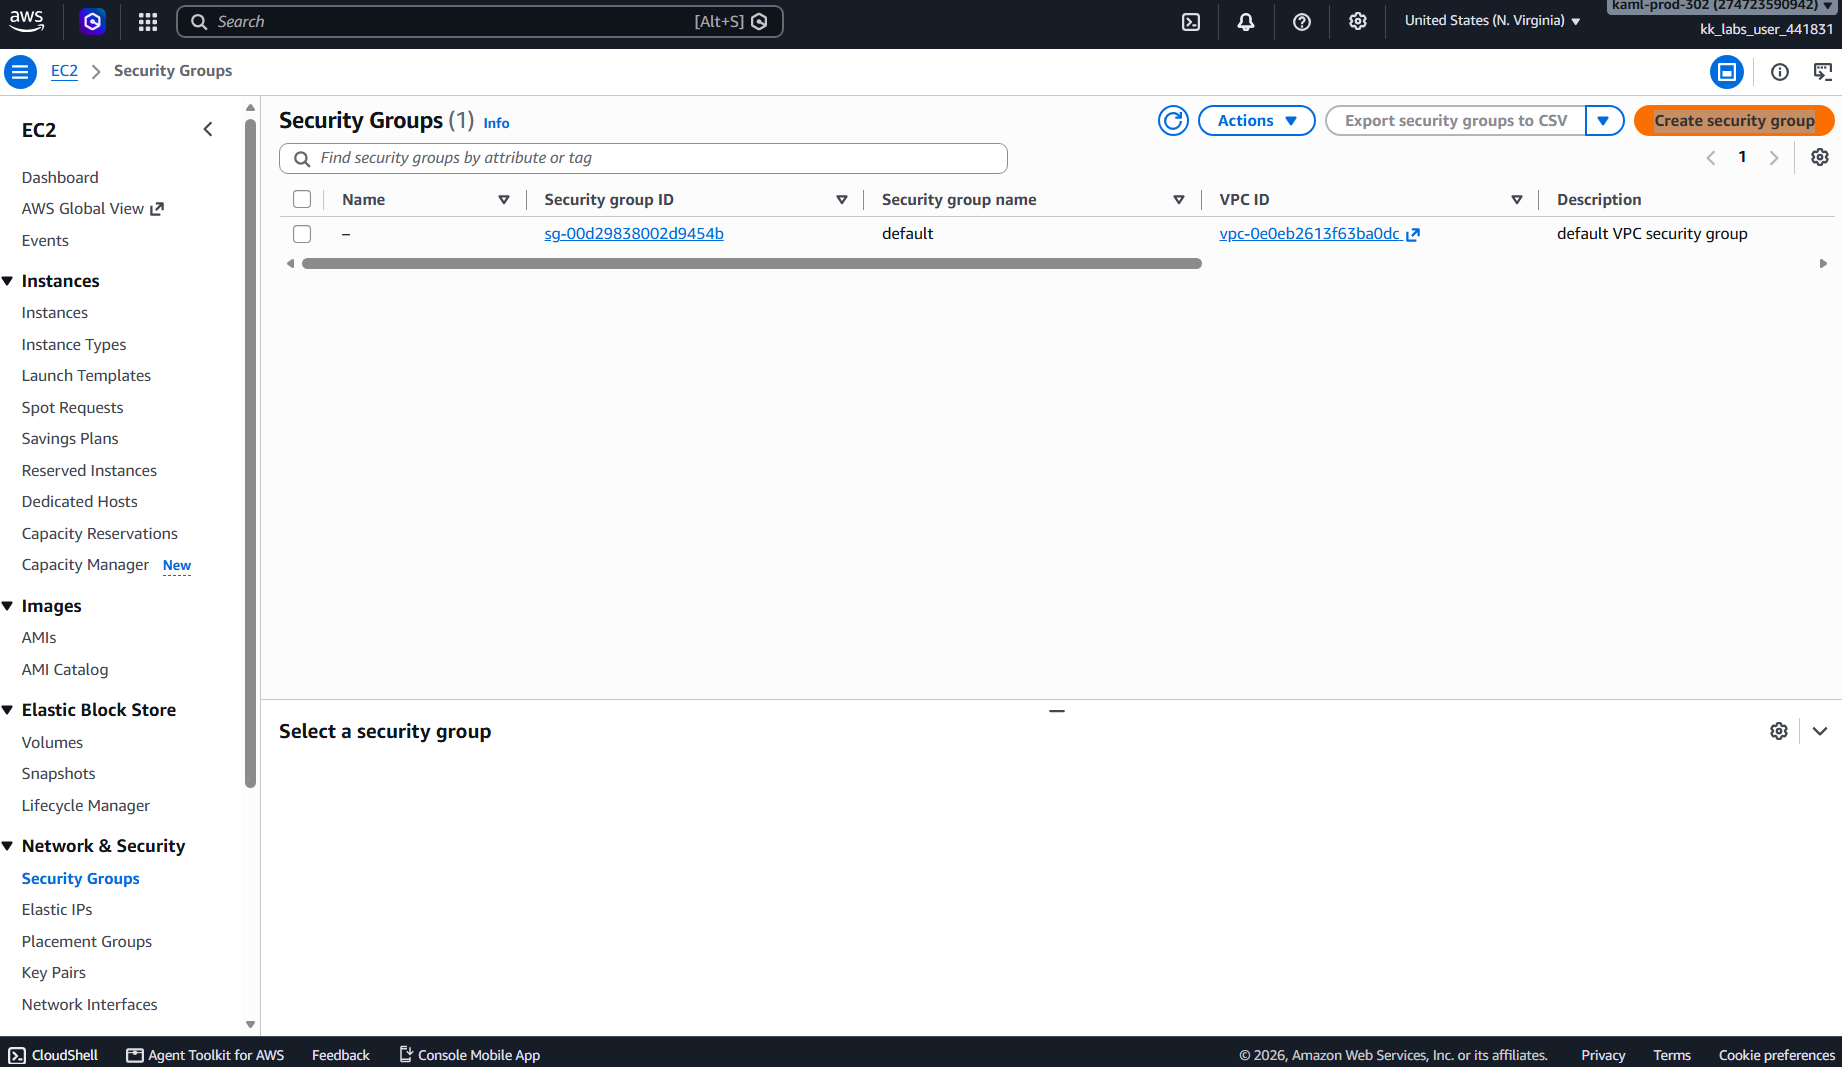 aws
Search [Alt+S]
United States (N. Virginia)
kaml-prod-302 (274723590942)
kk_labs_user_441831
EC2 Security Groups
EC2
Dashboard
AWS Global View
Events
Instances
Instances
Instance Types
Launch Templates
Spot Requests
Savings Plans
Reserved Instances
Dedicated Hosts
Capacity Reservations
Capacity Manager New
Images
AMIs
AMI Catalog
Elastic Block Store
Volumes
Snapshots
Lifecycle Manager
Network & Security
Security Groups
Elastic IPs
Placement Groups
Key Pairs
Network Interfaces
Security Groups (1) Info
Actions
Export security groups to CSV
Create security group
Find security groups by attribute or tag
1
Name Security group ID Security group name VPC ID Description
– sg-00d29838002d9454b default vpc-0e0eb2613f63ba0dc default VPC security group
Select a security group
CloudShell Agent Toolkit for AWS Feedback Console Mobile App
© 2026, Amazon Web Services, Inc. or its affiliates. Privacy Terms Cookie preferences